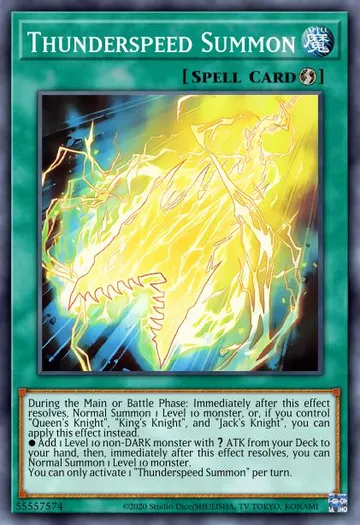 THUNDERSPEED SUMMON
SPELL
魔
[SPELL CARD]
During the Main or Battle Phase: Immediately after this effect
resolves, Normal Summon 1 Level 10 monster, or, if you control
"Queen's Knight", "King's Knight", and "Jack's Knight", you can
apply this effect instead.
● Add 1 Level 10 non-DARK monster with ? ATK from your Deck to
your hand, then, immediately after this effect resolves, you can
Normal Summon 1 Level 10 monster.
You can only activate 1 "Thunderspeed Summon" per turn.
55557574
©2020 Studio Dice/SHUEISHA, TV TOKYO, KONAMI